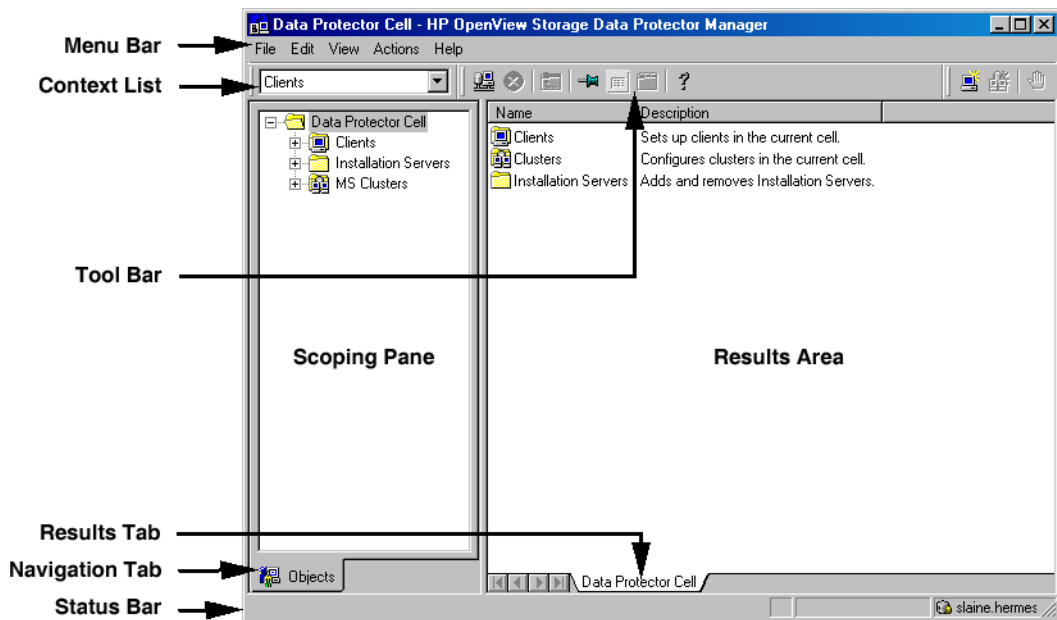 Data Protector Cell - HP OpenView Storage Data Protector Manager
Menu Bar
File Edit View Actions Help
Context List
Clients
?
Name Description
Data Protector Cell
Clients
Installation Servers
MS Clusters
Clients Sets up clients in the current cell.
Clusters Configures clusters in the current cell.
Installation Servers Adds and removes Installation Servers.
Tool Bar
Scoping Pane
Results Area
Results Tab
Navigation Tab
Objects
Data Protector Cell
Status Bar
slaine.hermes